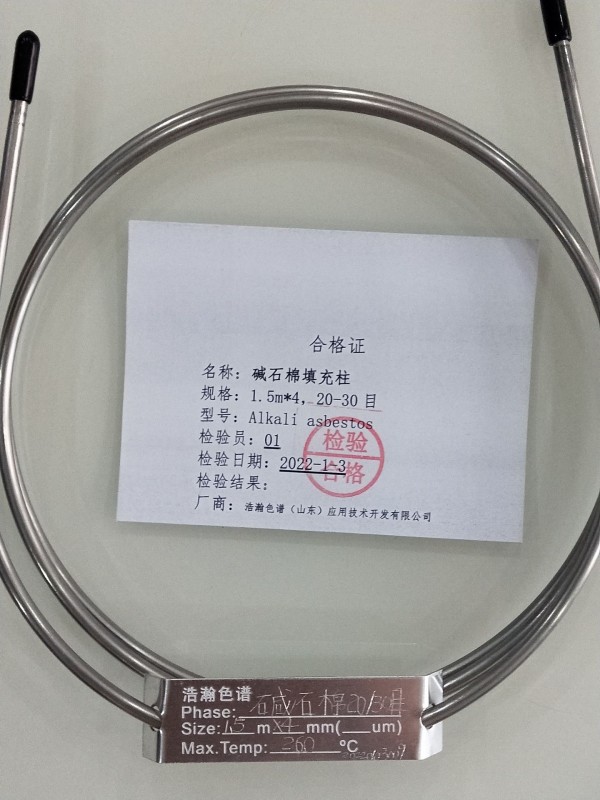 合格证
名称：碱石棉填充柱
规格：1.5m*4，20-30 目
型号：Alkali asbestos
检验员：01
检验日期：2022-1-3
检验结果：
检验
合格
厂商：浩瀚色谱（山东）应用技术开发有限公司
浩瀚色谱
Phase: 碱石棉20/30目
Size: 1.5 m X4 mm( um)
Max.Temp: 260 ºC